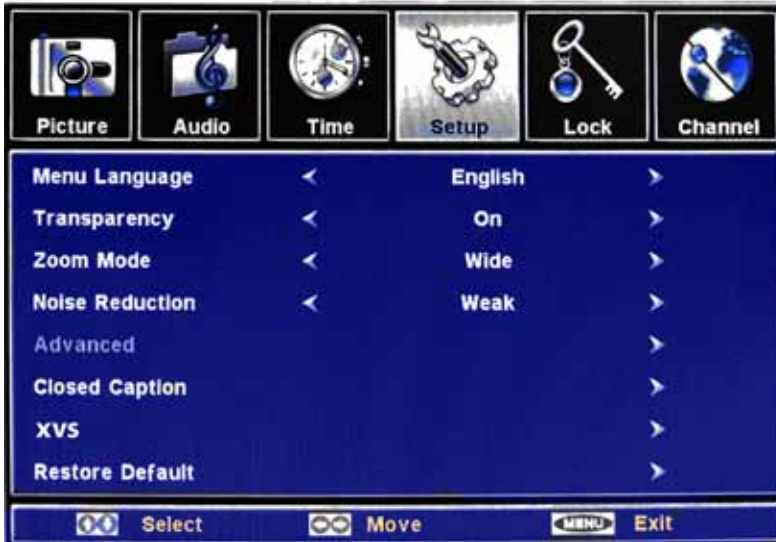 Picture Audio Time Setup Lock Channel
Menu Language English
Transparency On
Zoom Mode Wide
Noise Reduction Weak
Advanced
Closed Caption
XVS
Restore Default
Select Move MENU Exit